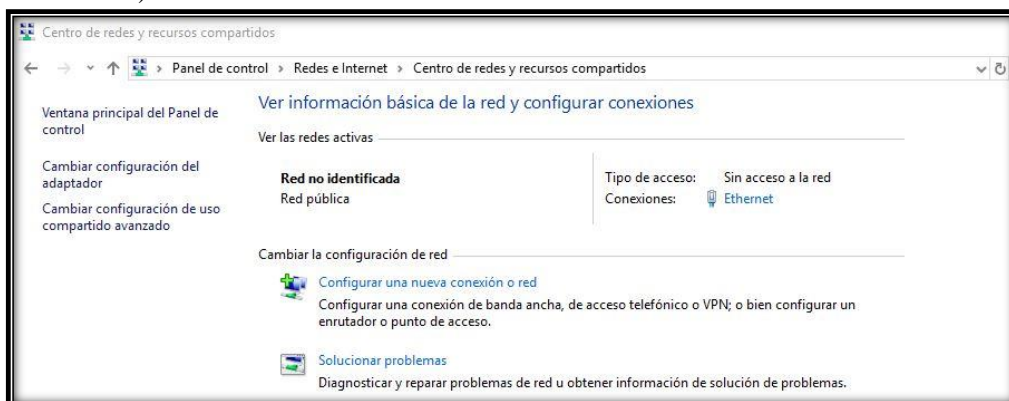 Centro de redes y recursos compartidos
Panel de control > Redes e Internet > Centro de redes y recursos compartidos
Ventana principal del Panel de
control
Cambiar configuración del
adaptador
Cambiar configuración de uso
compartido avanzado
Ver información básica de la red y configurar conexiones
Ver las redes activas
Red no identificada
Red pública
Tipo de acceso: Sin acceso a la red
Conexiones: Ethernet
Cambiar la configuración de red
Configurar una nueva conexión o red
Configurar una conexión de banda ancha, de acceso telefónico o VPN; o bien configurar un
enrutador o punto de acceso.
Solucionar problemas
Diagnosticar y reparar problemas de red u obtener información de solución de problemas.